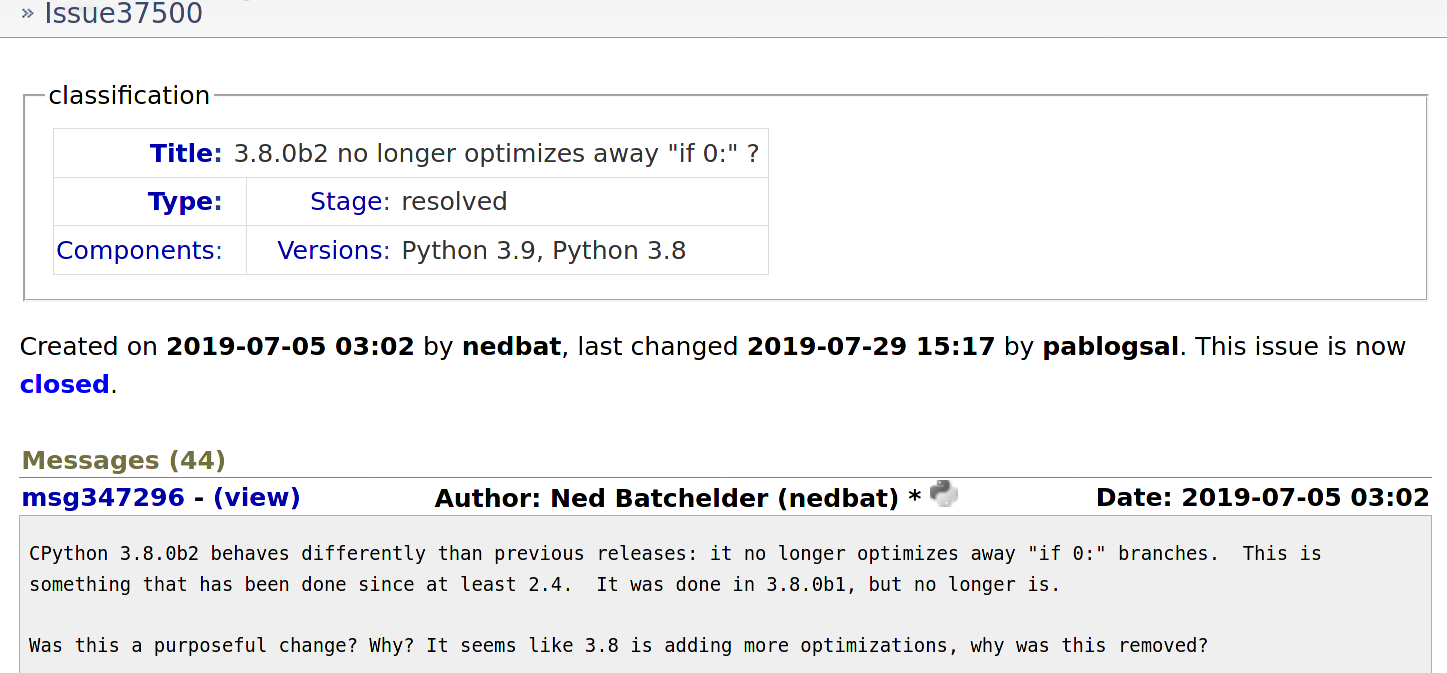 » Issue37500
classification
Title: 3.8.0b2 no longer optimizes away "if 0:" ?
Type: Stage: resolved
Components: Versions: Python 3.9, Python 3.8
Created on 2019-07-05 03:02 by nedbat, last changed 2019-07-29 15:17 by pablogsal. This issue is now
closed.
Messages (44)
msg347296 - (view) Author: Ned Batchelder (nedbat) * Date: 2019-07-05 03:02
CPython 3.8.0b2 behaves differently than previous releases: it no longer optimizes away "if 0:" branches.  This is
something that has been done since at least 2.4.  It was done in 3.8.0b1, but no longer is.
Was this a purposeful change? Why? It seems like 3.8 is adding more optimizations, why was this removed?